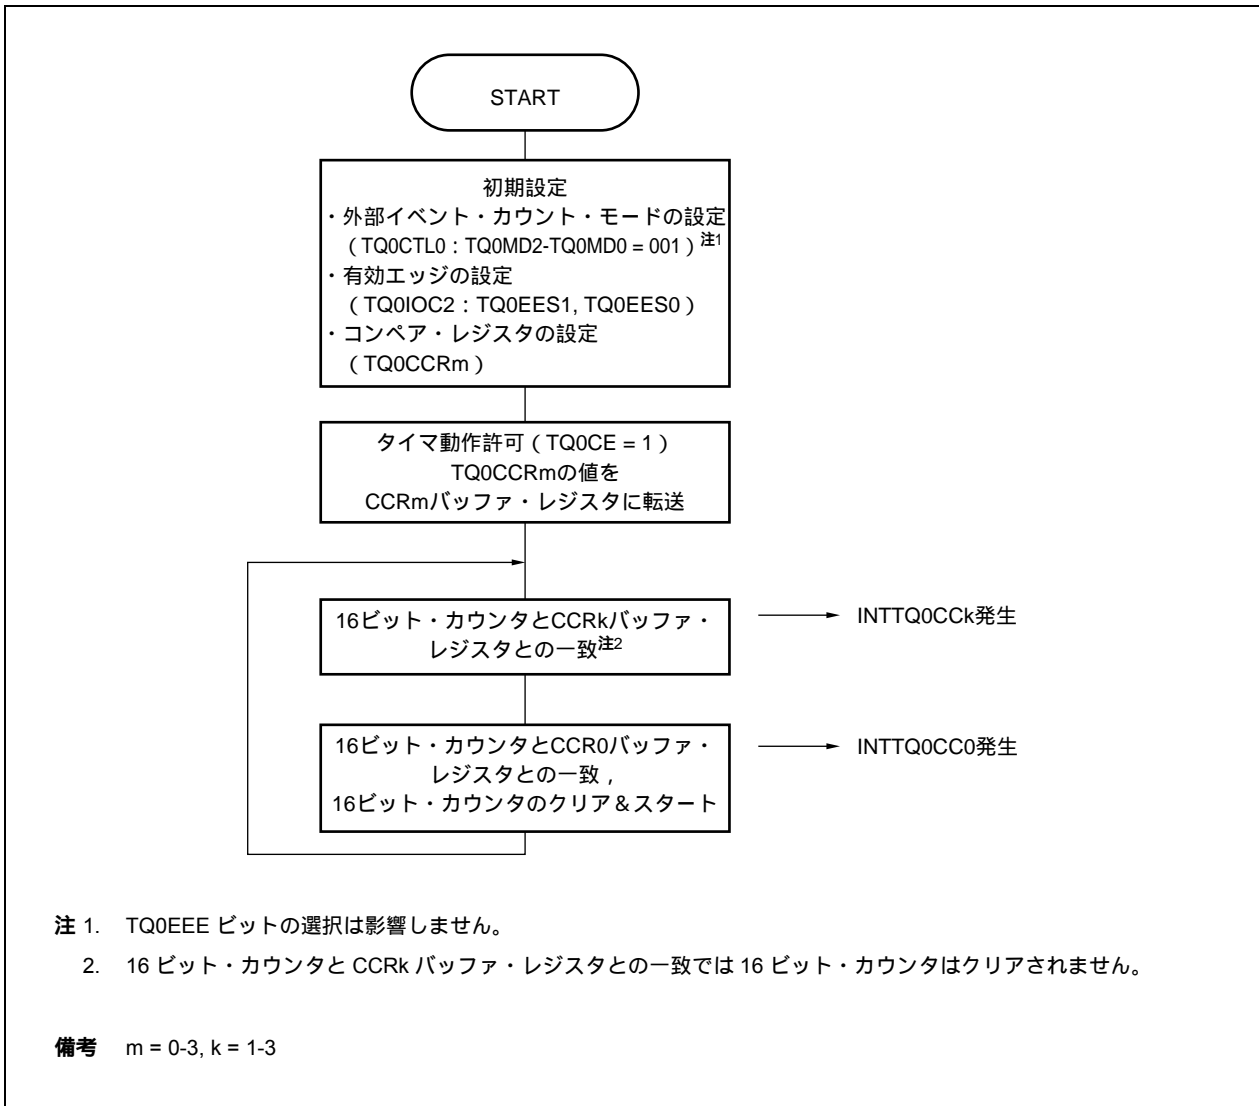 START
初期設定
・外部イベント・カウント・モードの設定
（TQ0CTL0：TQ0MD2-TQ0MD0 = 001）注1
・有効エッジの設定
（TQ0IOC2：TQ0EES1, TQ0EES0）
・コンペア・レジスタの設定
（TQ0CCRm）
タイマ動作許可（TQ0CE = 1）
TQ0CCRmの値を
CCRmバッファ・レジスタに転送
16ビット・カウンタとCCRkバッファ・
レジスタとの一致注2
INTTQ0CCk発生
16ビット・カウンタとCCR0バッファ・
レジスタとの一致，
16ビット・カウンタのクリア＆スタート
INTTQ0CC0発生
注 1. TQ0EEE ビットの選択は影響しません。
2. 16 ビット・カウンタと CCRk バッファ・レジスタとの一致では 16 ビット・カウンタはクリアされません。
備考 m = 0-3, k = 1-3